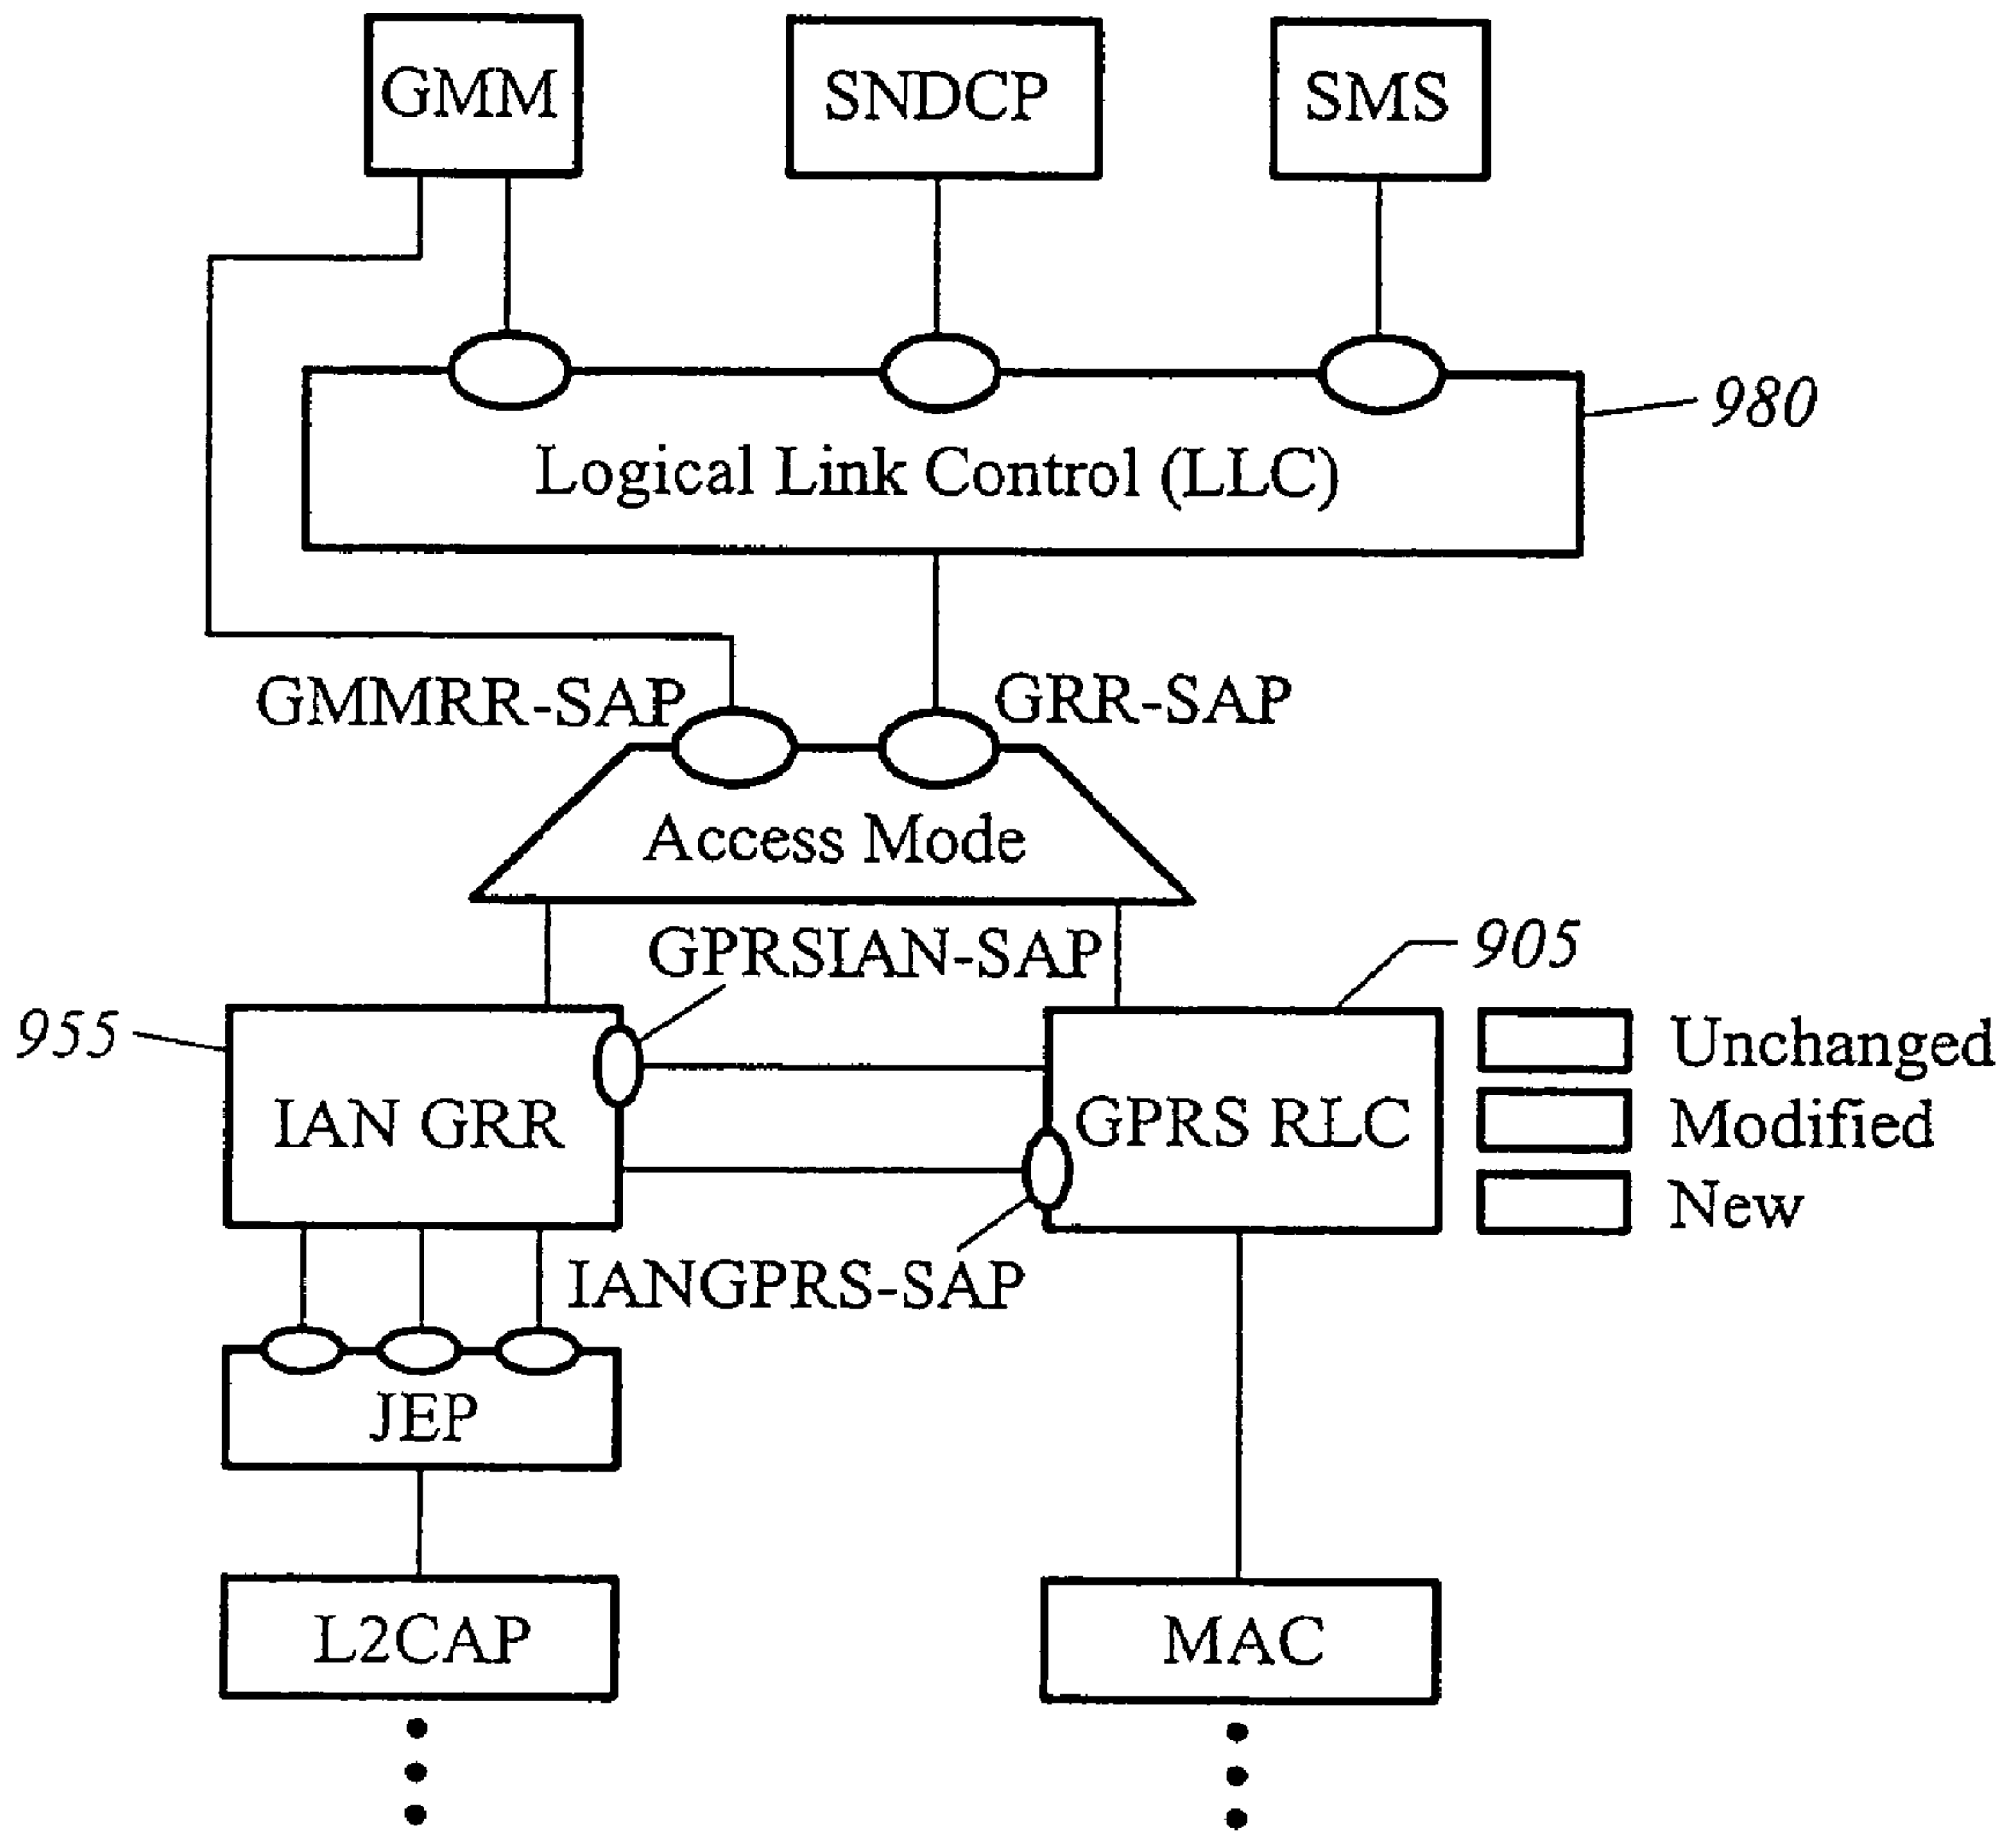 GMM
SNDCP
SMS
980
Logical Link Control (LLC)
GMMRR-SAP
GRR-SAP
Access Mode
GPRSIAN-SAP
905
955
Unchanged
IAN GRR
GPRS RLC
Modified
New
IANGPRS-SAP
JEP
L2CAP
MAC